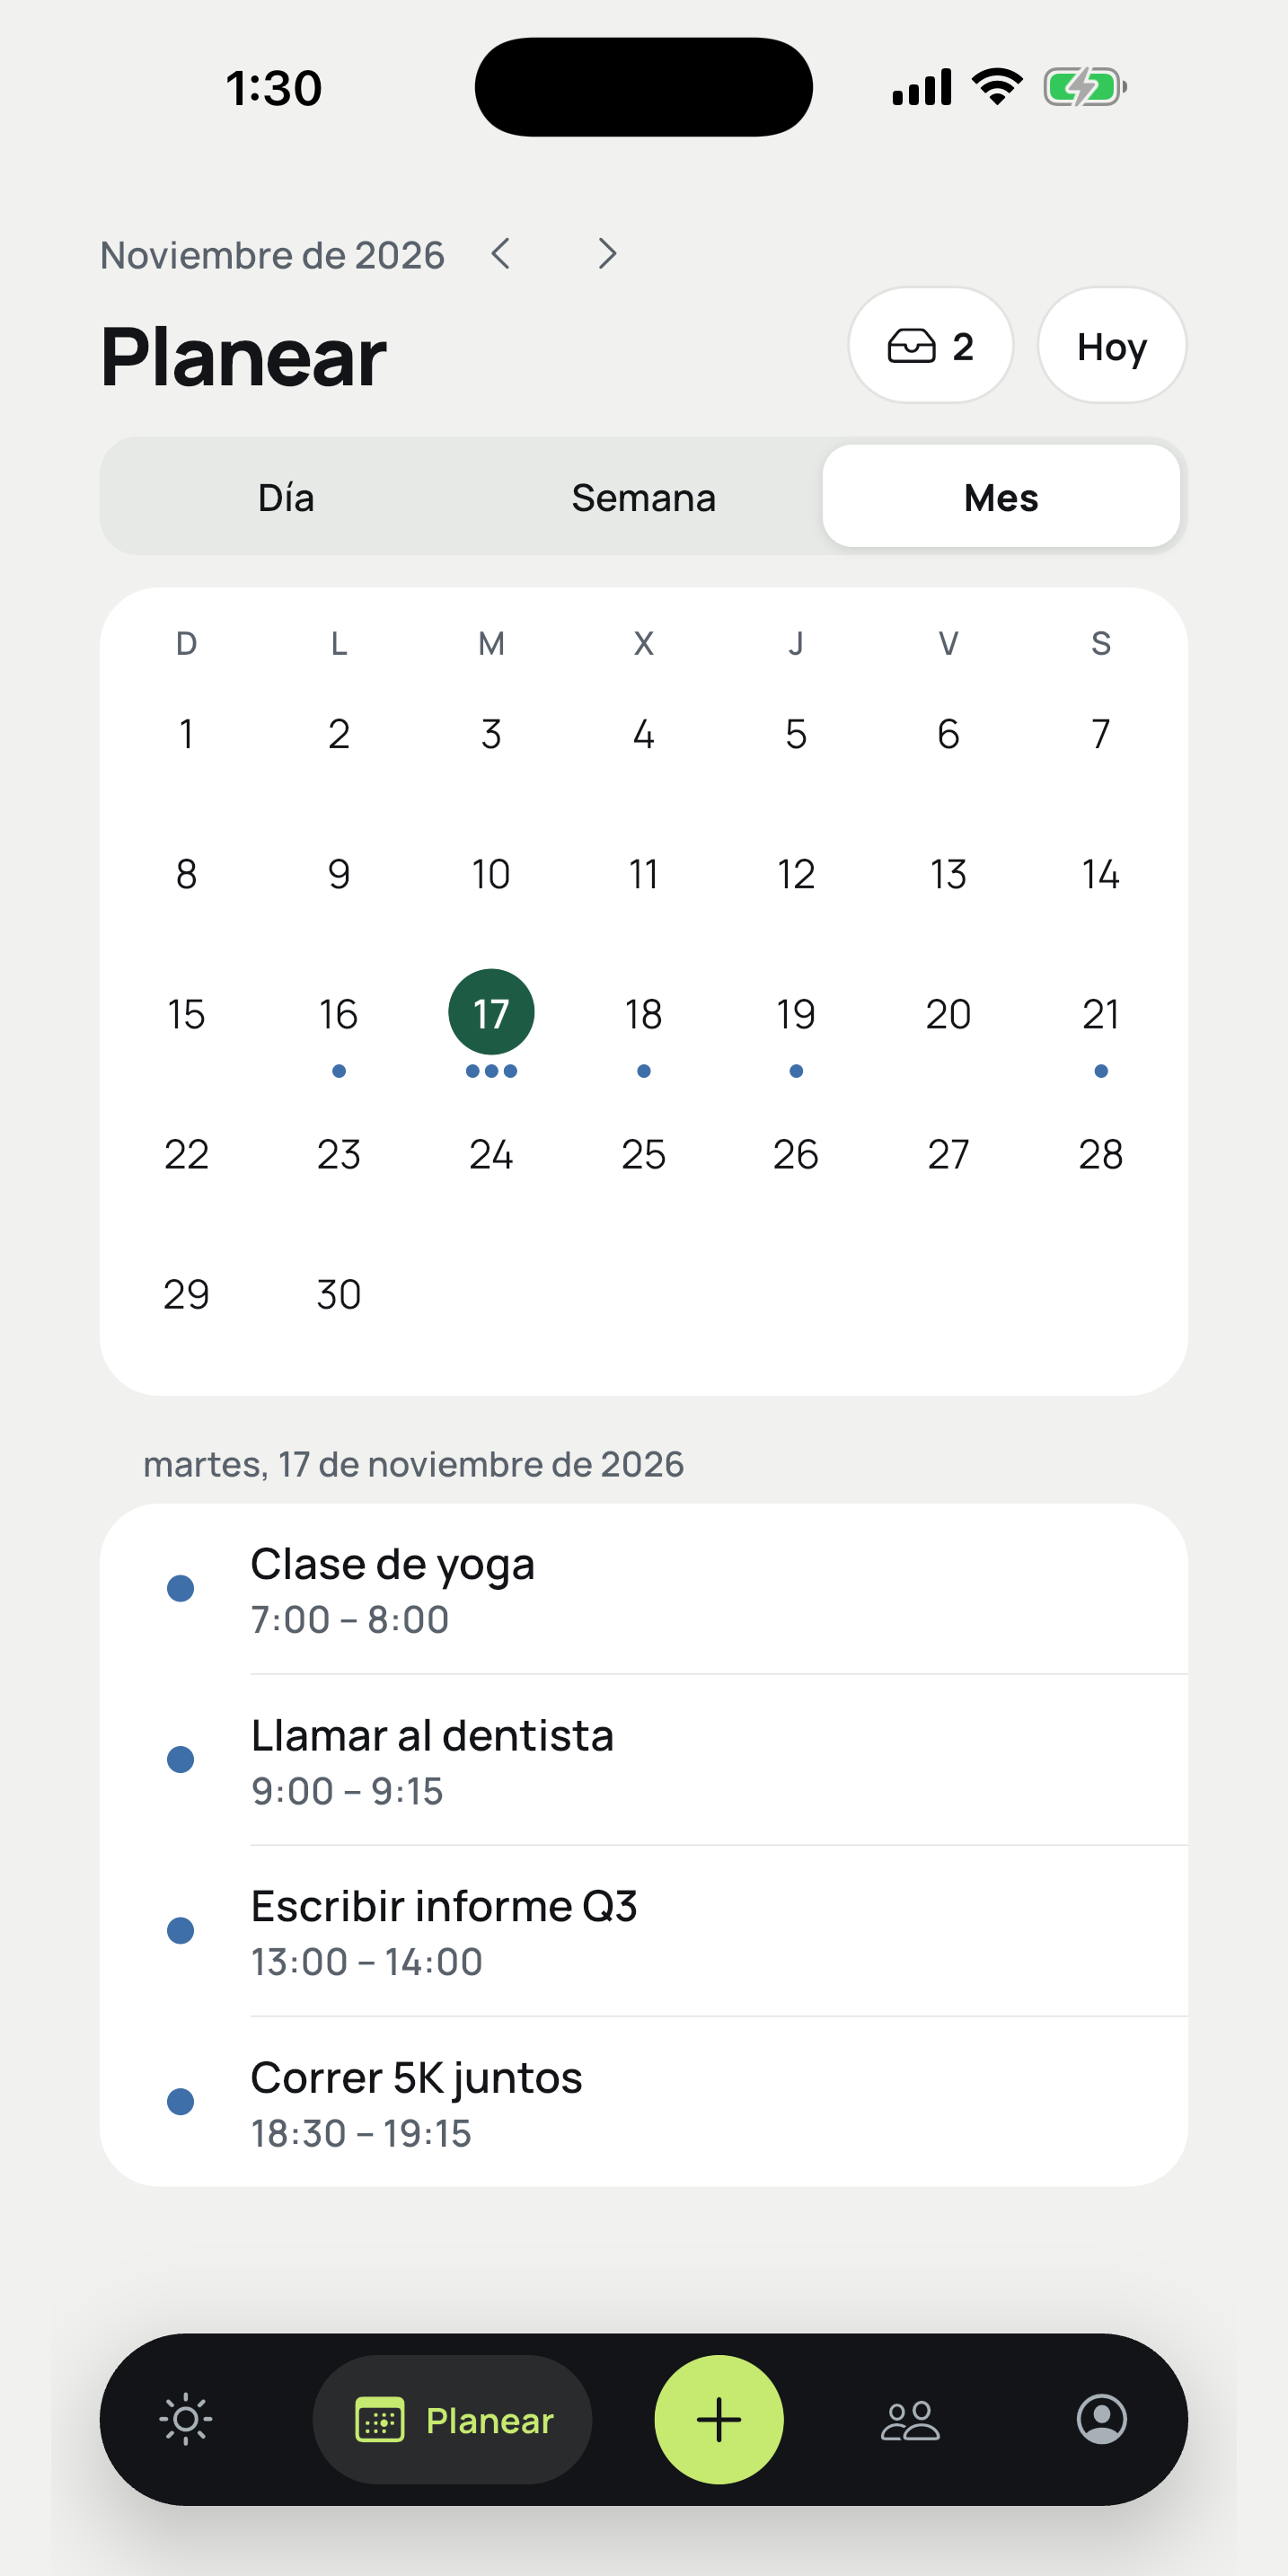 1:30
Noviembre de 2026
Planear
2
Hoy
Día Semana Mes
D L M X J V S
1 2 3 4 5 6 7
8 9 10 11 12 13 14
15 16 17 18 19 20 21
22 23 24 25 26 27 28
29 30
martes, 17 de noviembre de 2026
Clase de yoga
7:00 – 8:00
Llamar al dentista
9:00 – 9:15
Escribir informe Q3
13:00 – 14:00
Correr 5K juntos
18:30 – 19:15
Planear